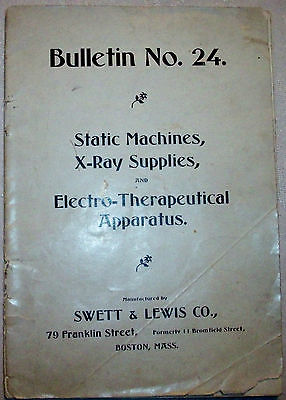 Bulletin No. 24.
Static Machines,
X-Ray Supplies,
AND
Electro-Therapeutical
Apparatus.
Manufactured by
SWETT & LEWIS CO.,
79 Franklin Street, Formerly 11 Bromfield Street,
BOSTON, MASS.